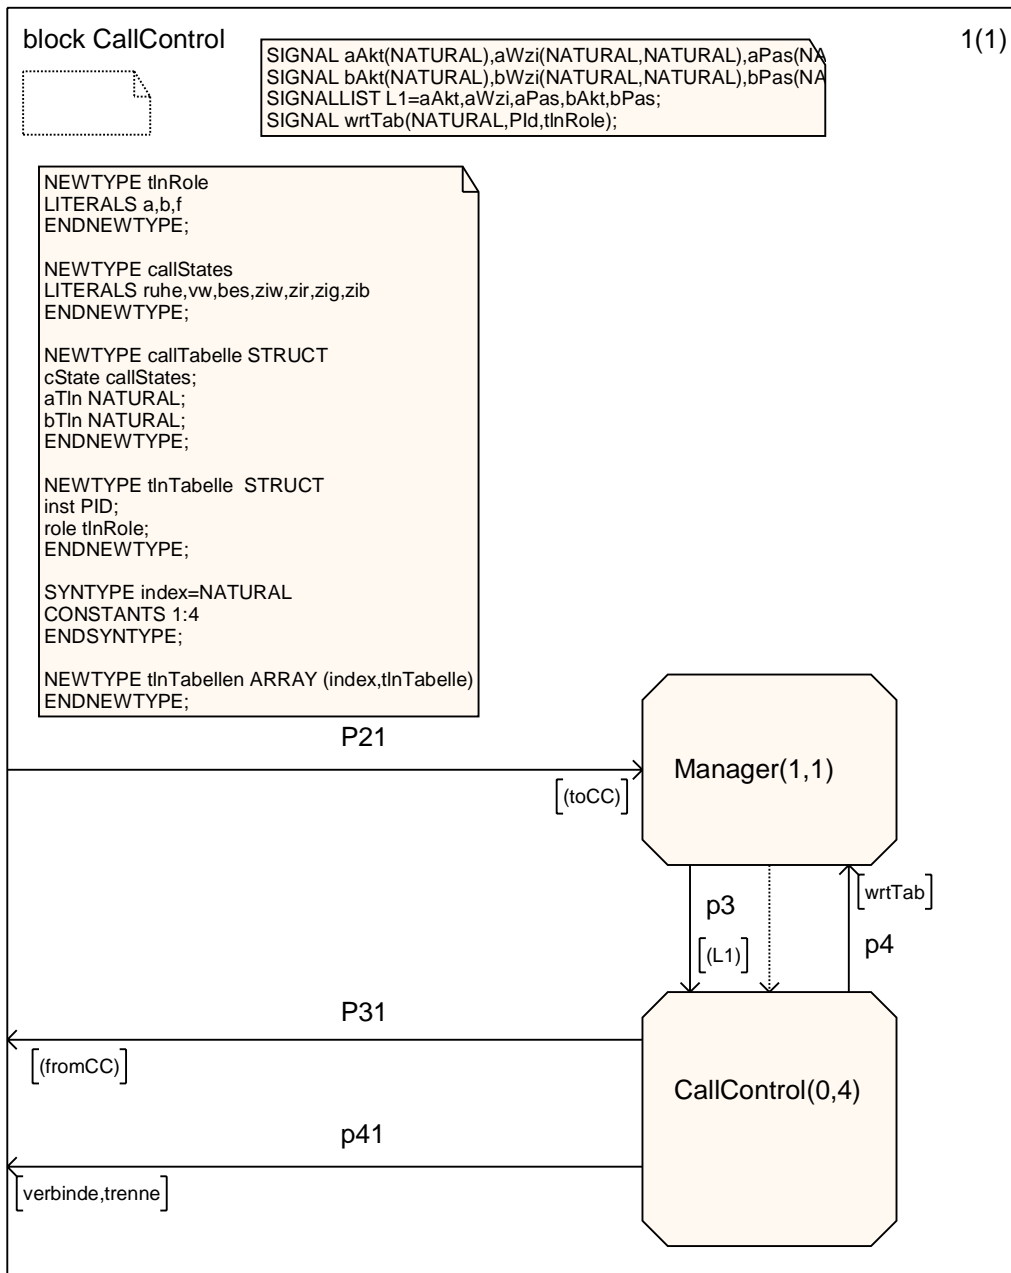 block CallControl
1(1)
SIGNAL aAkt(NATURAL),aWzi(NATURAL,NATURAL),aPas(NA
SIGNAL bAkt(NATURAL),bWzi(NATURAL,NATURAL),bPas(NA
SIGNALLIST L1=aAkt,aWzi,aPas,bAkt,bPas;
SIGNAL wrtTab(NATURAL,PId,tlnRole);
NEWTYPE tlnRole
LITERALS a,b,f
ENDNEWTYPE;
NEWTYPE callStates
LITERALS ruhe,vw,bes,ziw,zir,zig,zib
ENDNEWTYPE;
NEWTYPE callTabelle STRUCT
cState callStates;
aTln NATURAL;
bTln NATURAL;
ENDNEWTYPE;
NEWTYPE tlnTabelle  STRUCT
inst PID;
role tlnRole;
ENDNEWTYPE;
SYNTYPE index=NATURAL
CONSTANTS 1:4
ENDSYNTYPE;
NEWTYPE tlnTabellen ARRAY (index,tlnTabelle)
ENDNEWTYPE;
P21
[(toCC)]
Manager(1,1)
p3
[(L1)]
[wrtTab]
p4
P31
[(fromCC)]
CallControl(0,4)
p41
[verbinde,trenne]